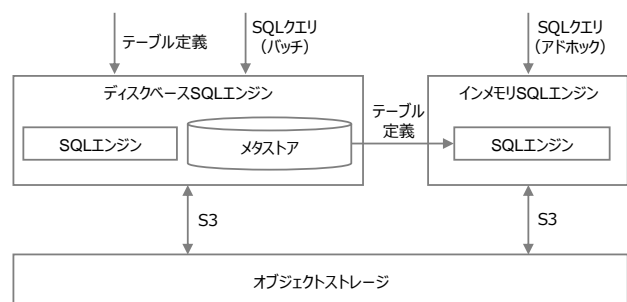 テーブル定義
SQLクエリ
(バッチ)
SQLクエリ
(アドホック)
ディスクベースSQLエンジン
テーブル
定義
インメモリSQLエンジン
SQLエンジン
メタストア
SQLエンジン
S3
S3
オブジェクトストレージ